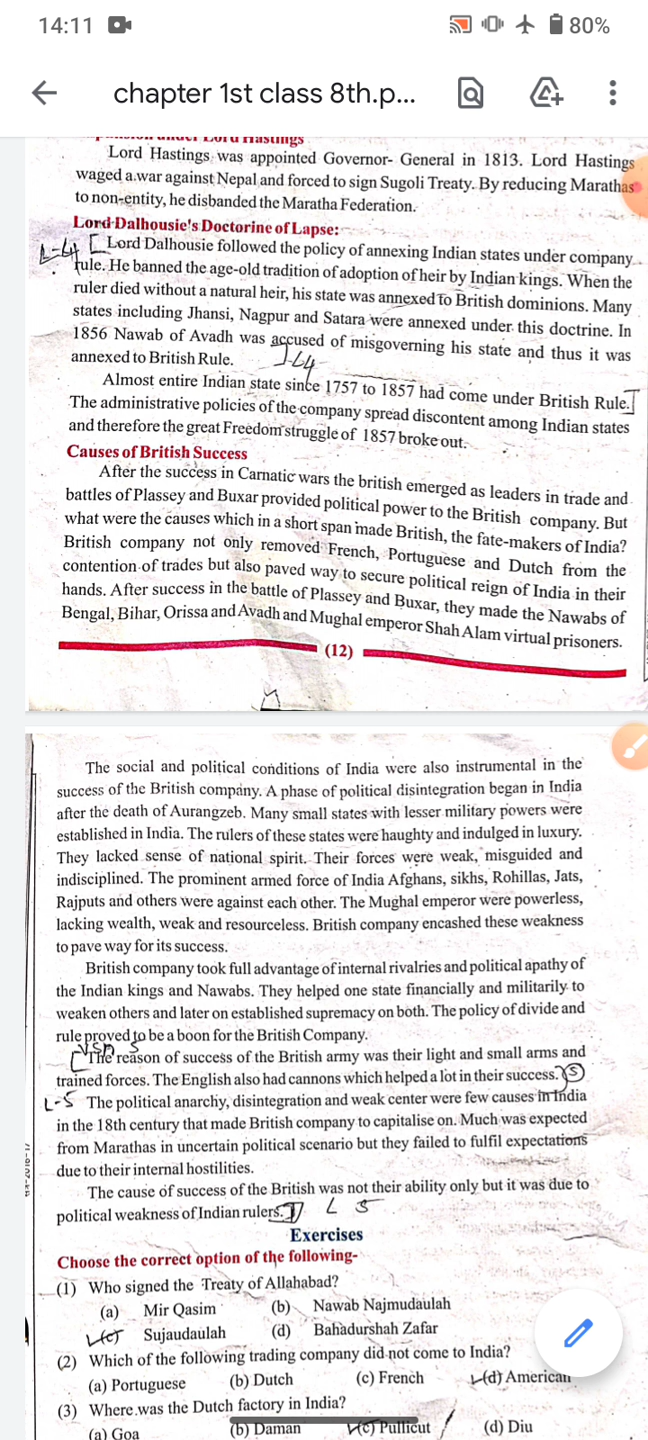 14:11
80%
chapter 1st class 8th.p...
Lord Hastings
Lord Hastings was appointed Governor- General in 1813. Lord Hastings
waged a war against Nepal and forced to sign Sugoli Treaty. By reducing Marathas
to non-entity, he disbanded the Maratha Federation.
Lord Dalhousie's Doctorine of Lapse:
L-4 [ Lord Dalhousie followed the policy of annexing Indian states under company
rule. He banned the age-old tradition of adoption of heir by Indian kings. When the
ruler died without a natural heir, his state was annexed to British dominions. Many
states including Jhansi, Nagpur and Satara were annexed under this doctrine. In
1856 Nawab of Avadh was accused of misgoverning his state and thus it was
annexed to British Rule. ] L4
Almost entire Indian state since 1757 to 1857 had come under British Rule.]
The administrative policies of the company spread discontent among Indian states
and therefore the great Freedom struggle of 1857 broke out.
Causes of British Success
After the success in Carnatic wars the british emerged as leaders in trade and
battles of Plassey and Buxar provided political power to the British company. But
what were the causes which in a short span made British, the fate-makers of India?
British company not only removed French, Portuguese and Dutch from the
contention of trades but also paved way to secure political reign of India in their
hands. After success in the battle of Plassey and Buxar, they made the Nawabs of
Bengal, Bihar, Orissa and Avadh and Mughal emperor Shah Alam virtual prisoners.
(12)
The social and political conditions of India were also instrumental in the
success of the British company. A phase of political disintegration began in India
after the death of Aurangzeb. Many small states with lesser military powers were
established in India. The rulers of these states were haughty and indulged in luxury.
They lacked sense of national spirit. Their forces were weak, misguided and
indisciplined. The prominent armed force of India Afghans, sikhs, Rohillas, Jats,
Rajputs and others were against each other. The Mughal emperor were powerless,
lacking wealth, weak and resourceless. British company encashed these weakness
to pave way for its success.
British company took full advantage of internal rivalries and political apathy of
the Indian kings and Nawabs. They helped one state financially and militarily to
weaken others and later on established supremacy on both. The policy of divide and
rule proved to be a boon for the British Company.
[The reason of success of the British army was their light and small arms and
trained forces. The English also had cannons which helped a lot in their success. (S)
L-5 The political anarchy, disintegration and weak center were few causes in India
in the 18th century that made British company to capitalise on. Much was expected
from Marathas in uncertain political scenario but they failed to fulfil expectations
due to their internal hostilities.
The cause of success of the British was not their ability only but it was due to
political weakness of Indian rulers.] L 5
Exercises
Choose the correct option of the following-
(1) Who signed the Treaty of Allahabad?
(a) Mir Qasim (b) Nawab Najmudaulah
(c) Sujaudaulah (d) Bahadurshah Zafar
(2) Which of the following trading company did not come to India?
(a) Portuguese (b) Dutch (c) French (d) American
(3) Where was the Dutch factory in India?
(a) Goa (b) Daman (c) Pullicut (d) Diu